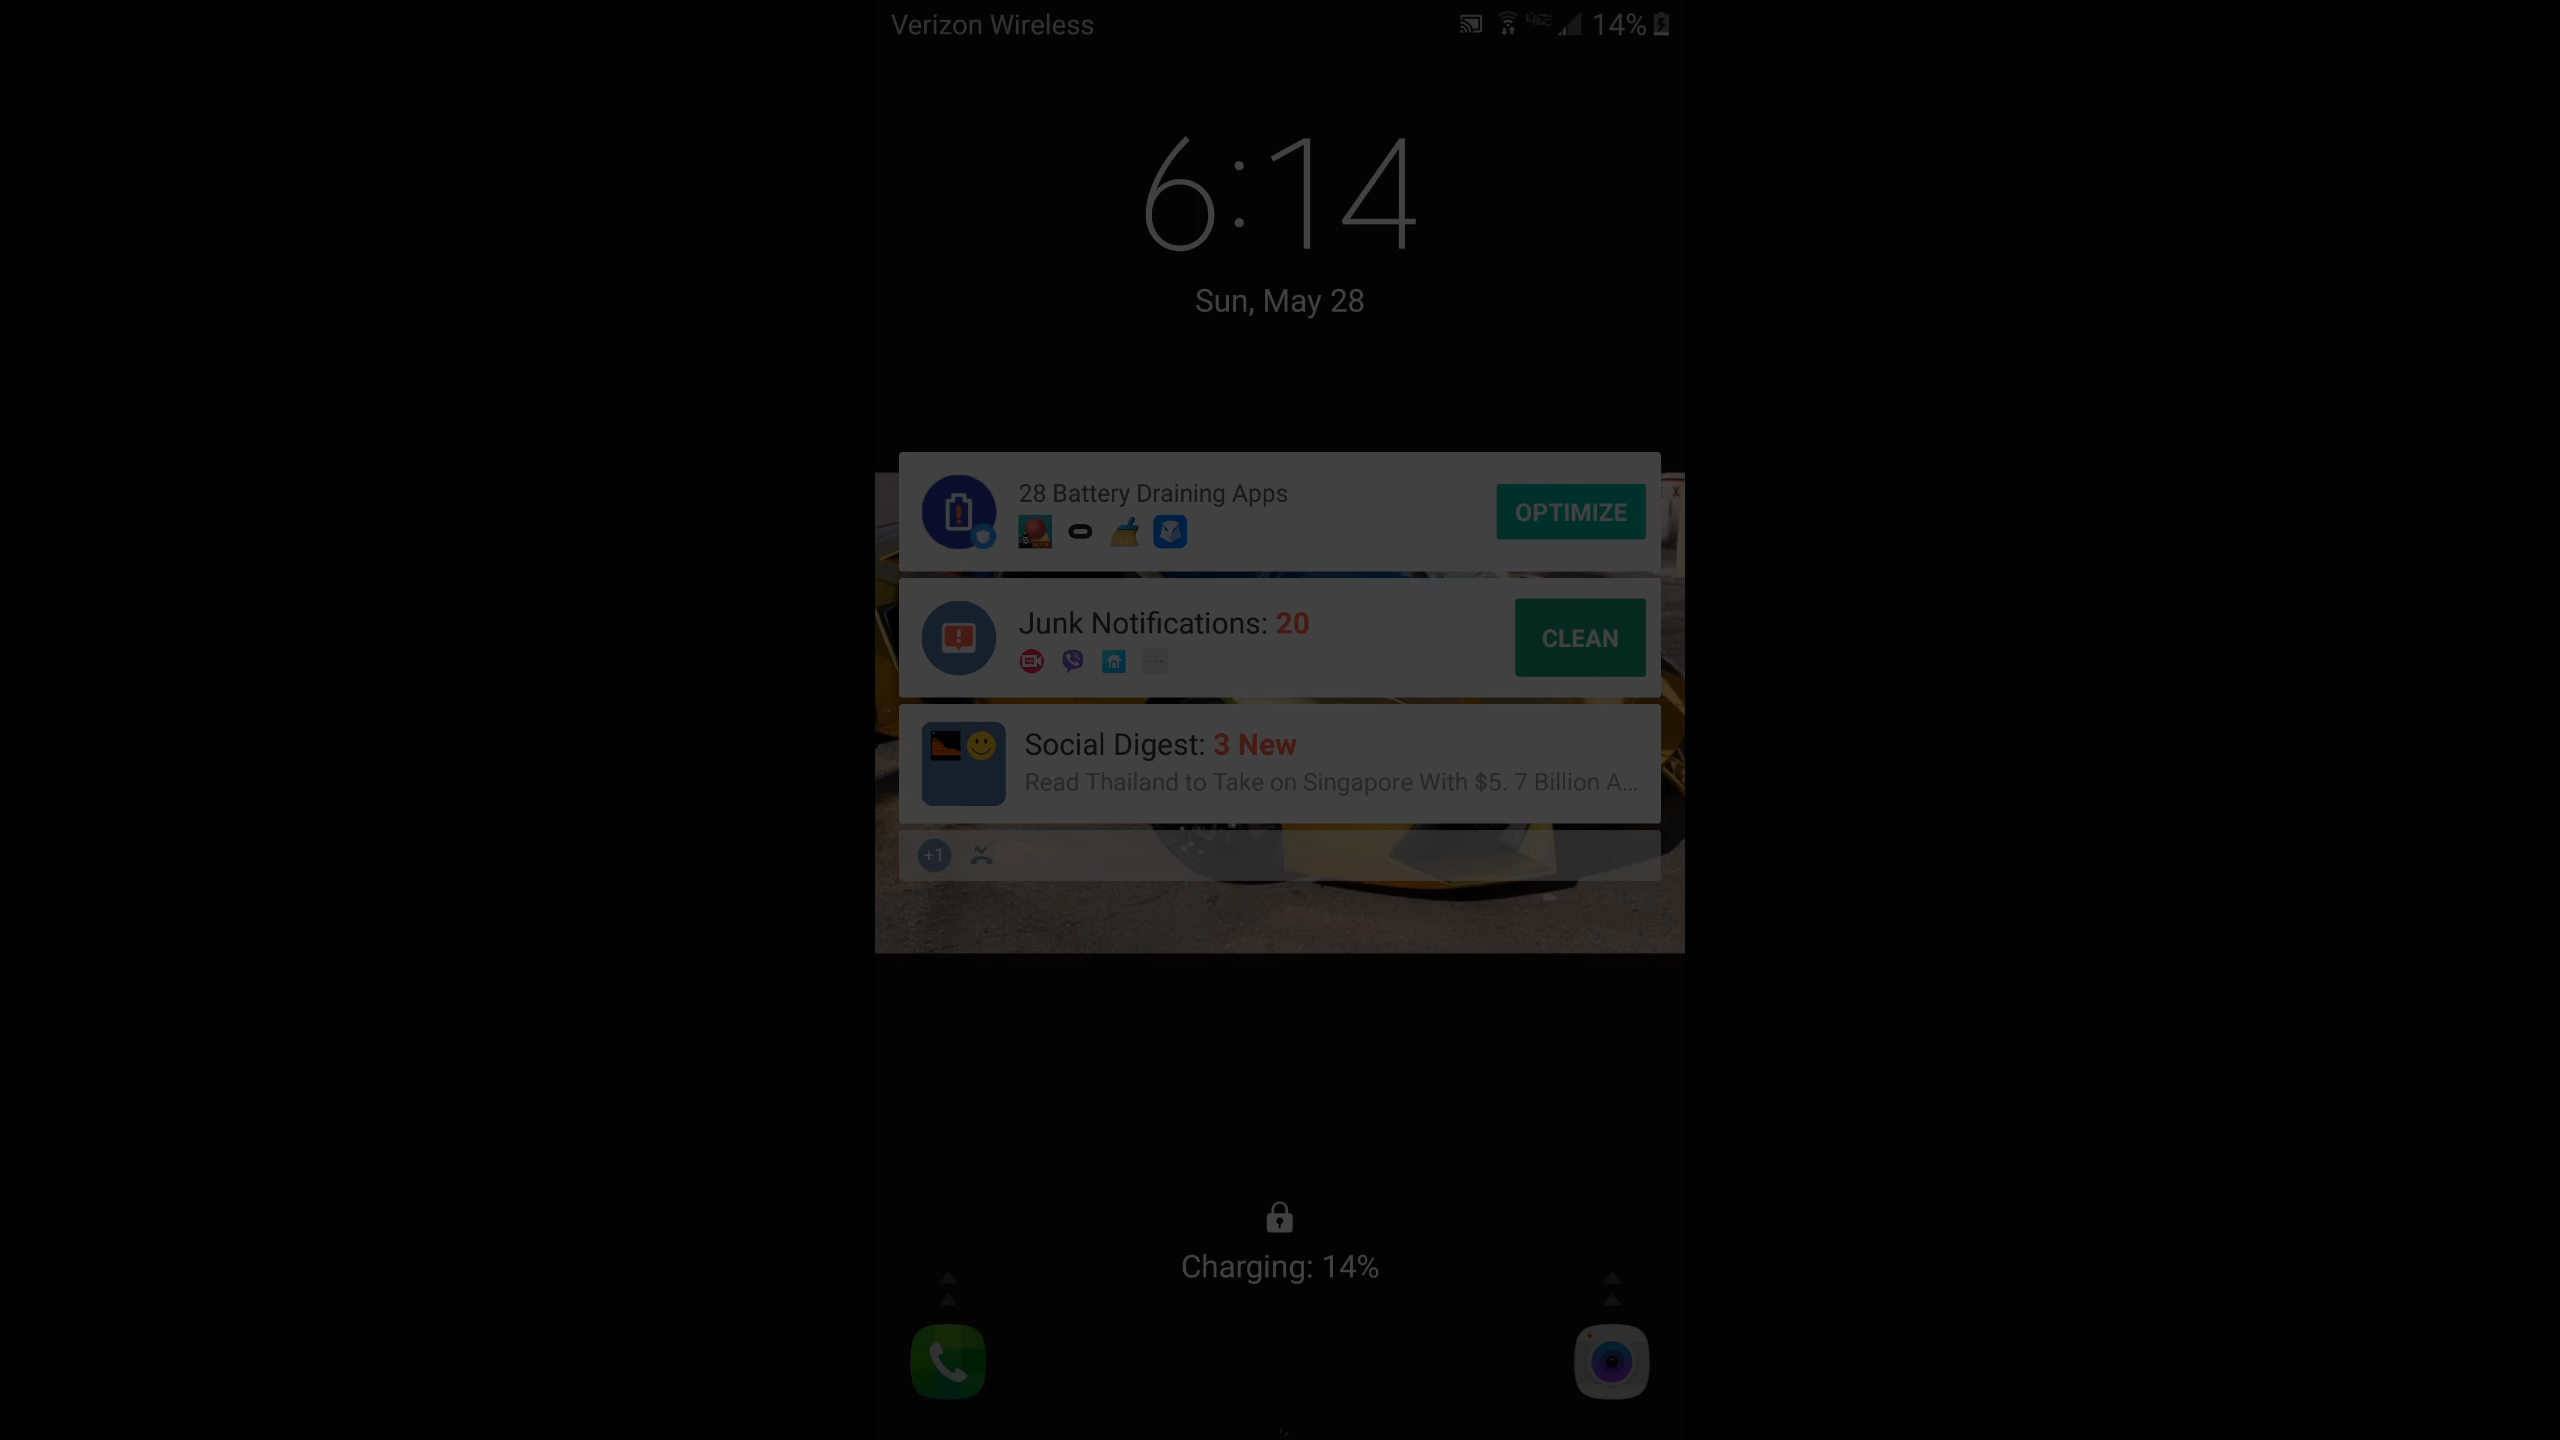 Verizon Wireless
14%
6:14
Sun, May 28
28 Battery Draining Apps
OPTIMIZE
Junk Notifications: 20
CLEAN
Social Digest: 3 New
Read Thailand to Take on Singapore With $5. 7 Billion A...
+1
Charging: 14%